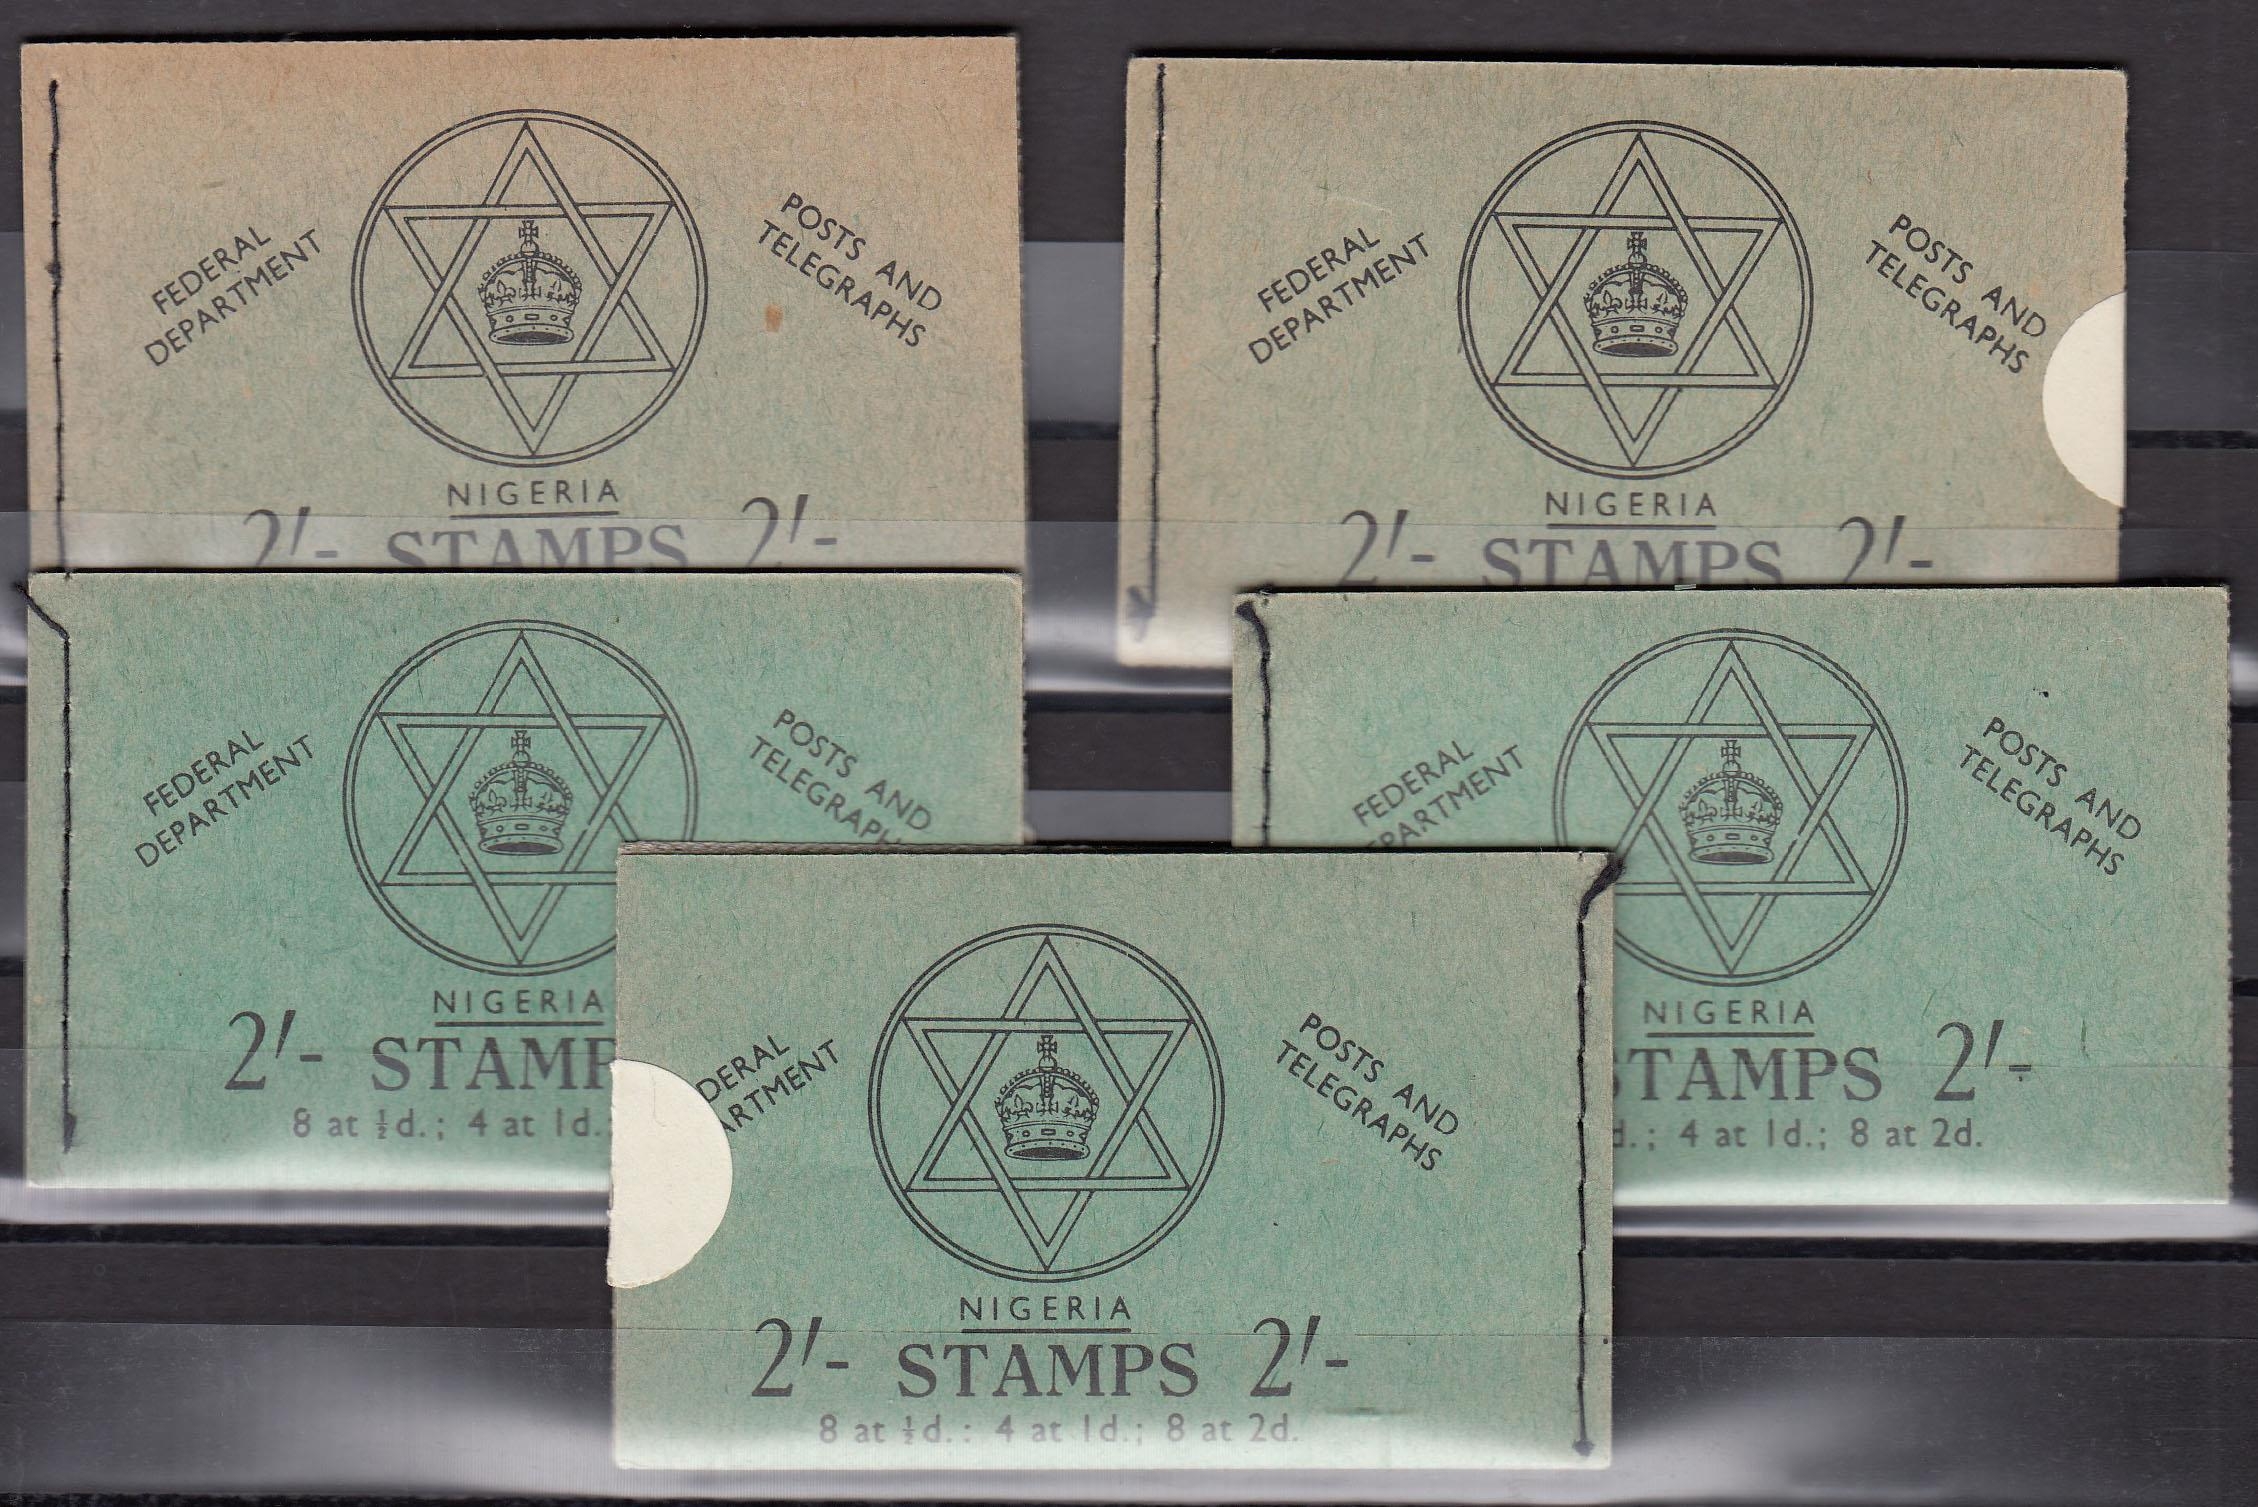 FEDERAL
DEPARTMENT
POSTS AND
TELEGRAPHS
NIGERIA
2/- STAMPS 2/-
FEDERAL
DEPARTMENT
POSTS AND
TELEGRAPHS
NIGERIA
2/- STAMPS 2/-
FEDERAL
DEPARTMENT
POSTS AND
TELEGRAPH
NIGERIA
2/- STAMP
8 at ½d.; 4 at 1d.
FEDERAL
EPARTMENT
POSTS AND
TELEGRAPHS
NIGERIA
STAMPS 2/-
d.; 4 at 1d.; 8 at 2d.
DERAL
ARTMENT
POSTS AND
TELEGRAPHS
NIGERIA
2/- STAMPS 2/-
8 at ½d.: 4 at 1d.; 8 at 2d.